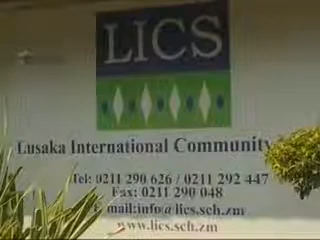 LICS
Lusaka International Community
Tel: 0211 290 626 / 0211 292 447
Fax: 0211 290 048
E-mail:info@lics.sch.zm
www.lics.sch.zm